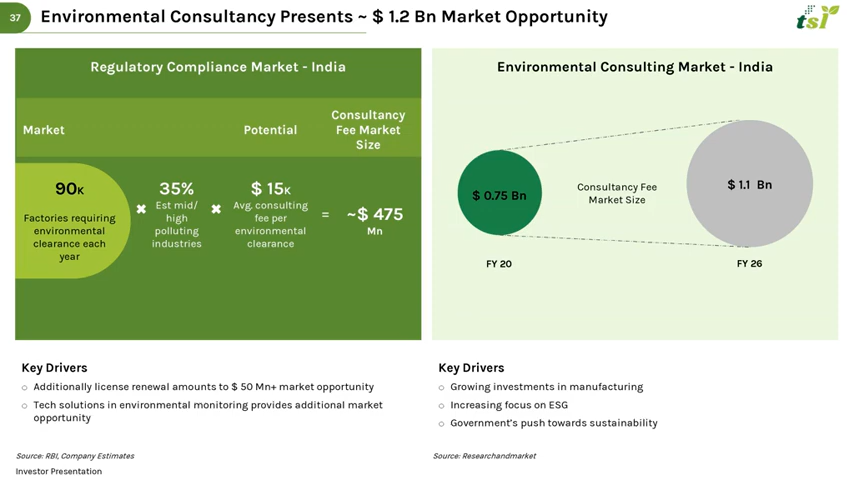 37
Environmental Consultancy Presents ~ $ 1.2 Bn Market Opportunity
tsl
Regulatory Compliance Market - India
Market
Potential
Consultancy
Fee Market
Size
90K
Factories requiring
environmental
clearance each
year
✖
35%
Est mid/
high
polluting
industries
✖
$ 15K
Avg. consulting
fee per
environmental
clearance
=
~$ 475
Mn
Environmental Consulting Market - India
$ 0.75 Bn
Consultancy Fee
Market Size
$ 1.1 Bn
FY 20
FY 26
Key Drivers
Additionally license renewal amounts to $ 50 Mn+ market opportunity
Tech solutions in environmental monitoring provides additional market
opportunity
Source: RBI, Company Estimates
Key Drivers
Growing investments in manufacturing
Increasing focus on ESG
Government's push towards sustainability
Source: Researchandmarket
Investor Presentation